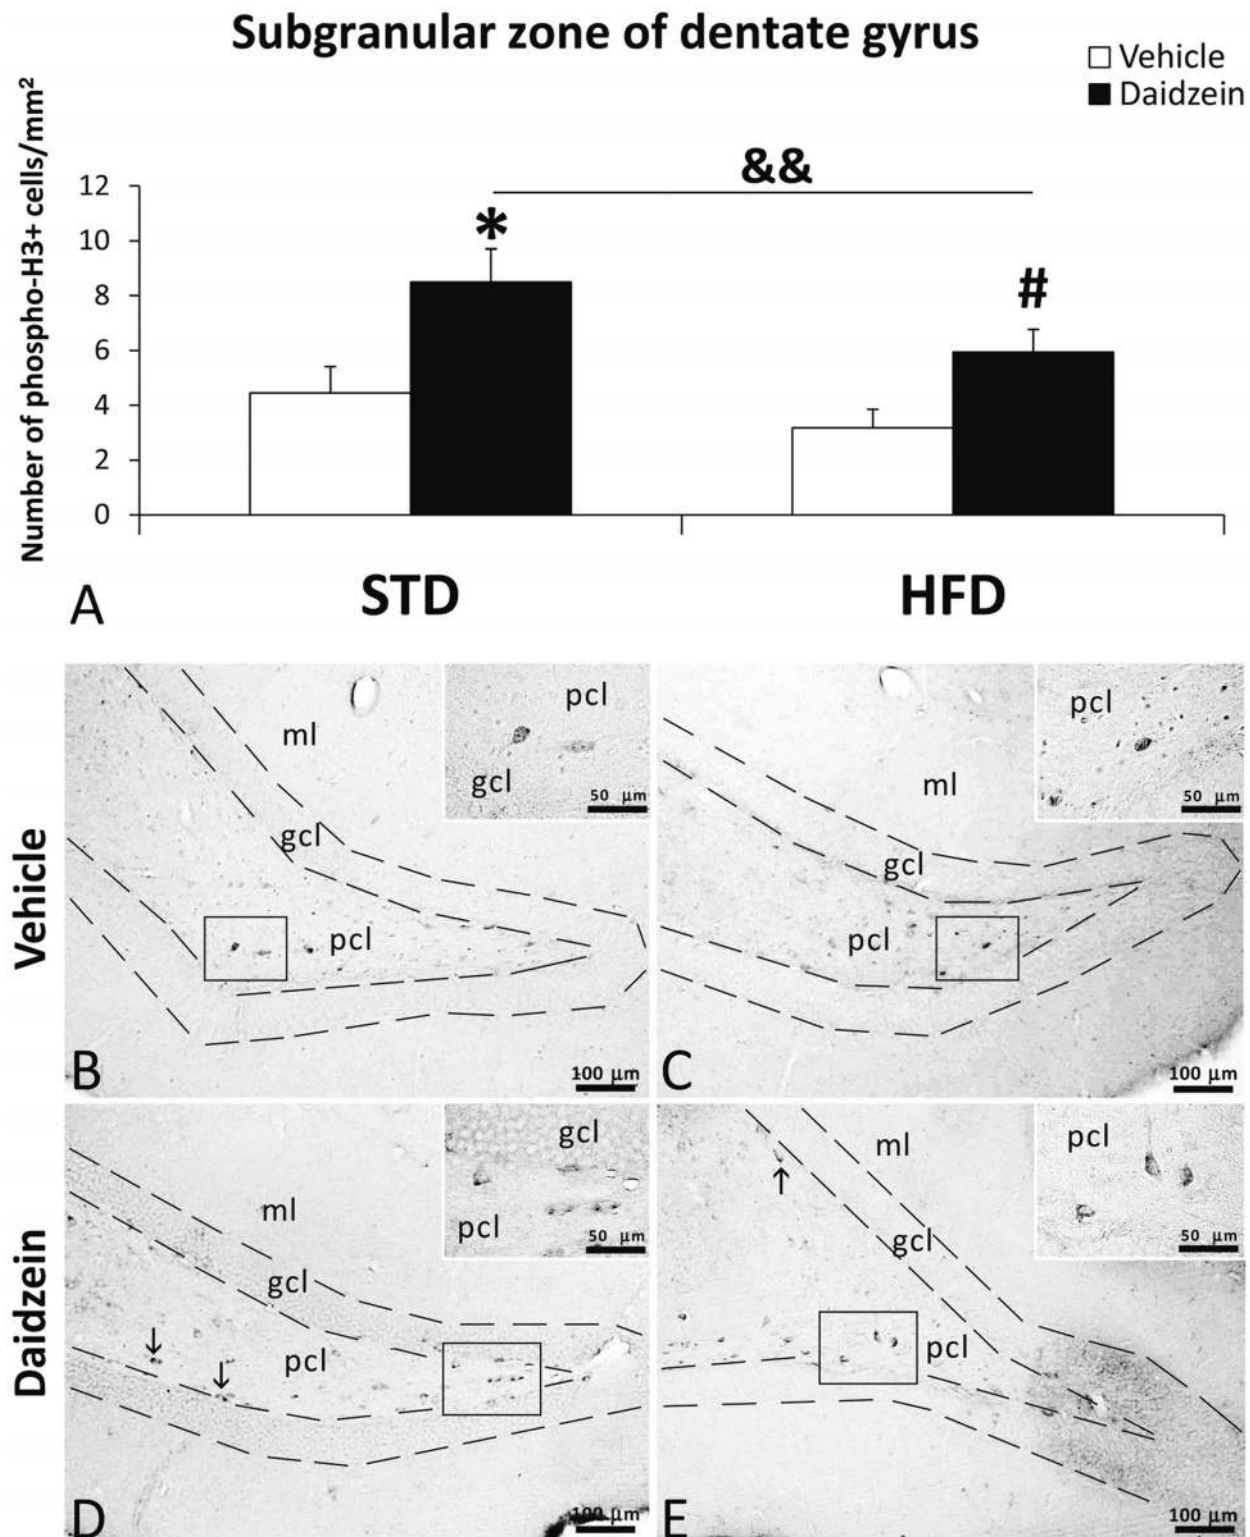 Subgranular zone of dentate gyrus
Vehicle
Daidzein
Number of phospho-H3+ cells/mm²
&&
12
10
8
6
4
2
0
*
#
A
STD
HFD
Vehicle
ml
gcl
pcl
pcl
gcl
50 µm
B
100 µm
ml
gcl
pcl
pcl
50 µm
C
100 µm
Daidzein
ml
gcl
pcl
gcl
pcl
50 µm
D
100 µm
ml
gcl
pcl
pcl
50 µm
E
100 µm